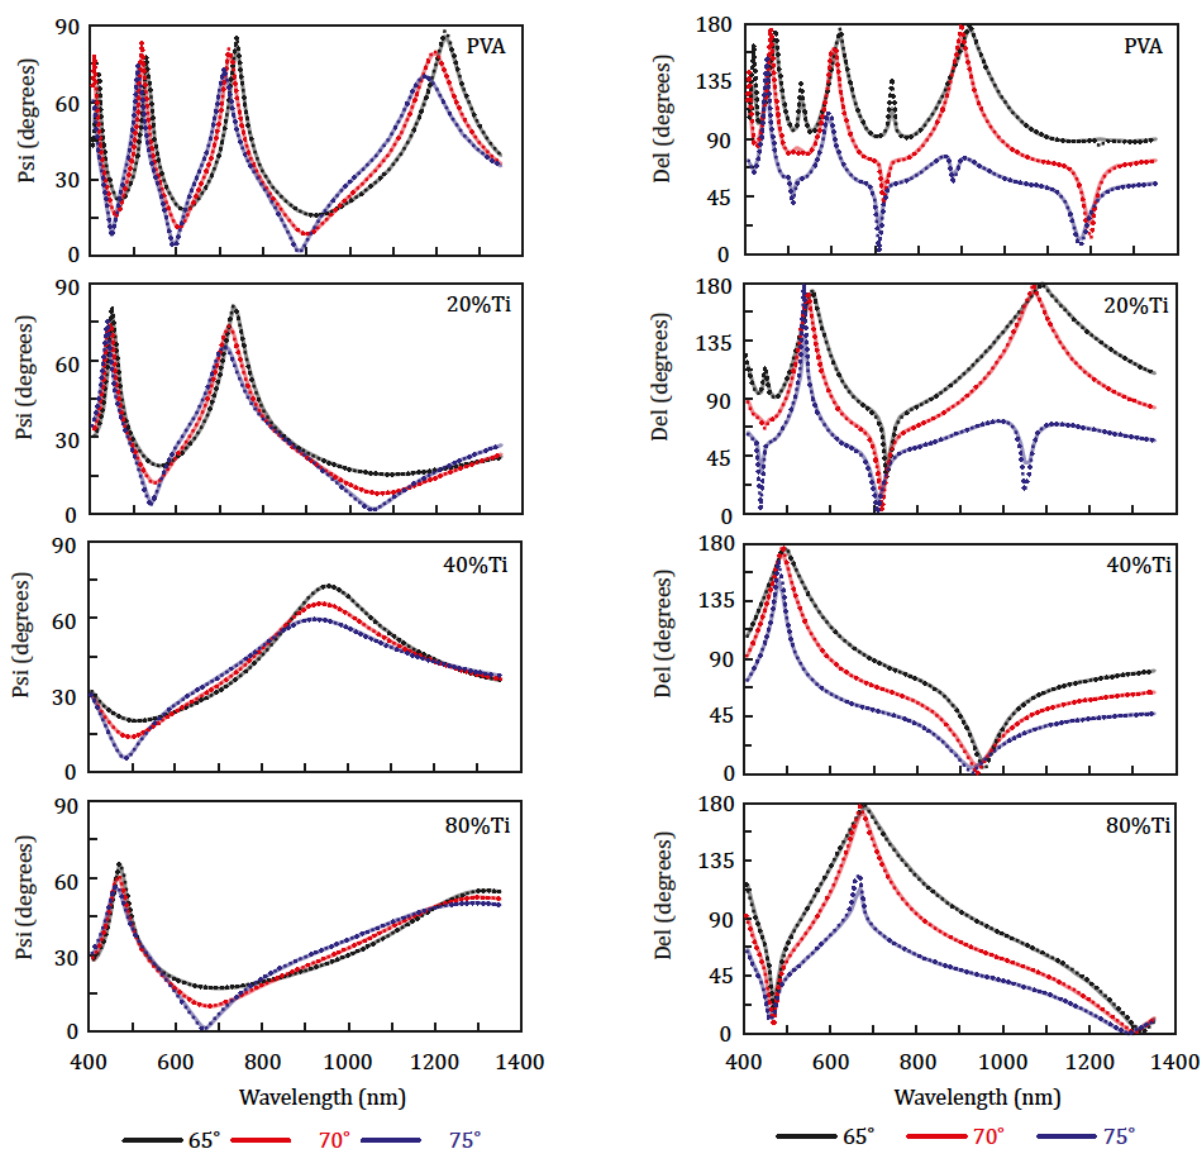 90
60
30
0
Psi (degrees)
PVA
180
135
90
45
0
Del (degrees)
PVA
90
60
30
0
Psi (degrees)
20%Ti
180
135
90
45
0
Del (degrees)
20%Ti
90
60
30
0
Psi (degrees)
40%Ti
180
135
90
45
0
Del (degrees)
40%Ti
90
60
30
0
Psi (degrees)
80%Ti
400 600 800 1000 1200 1400
Wavelength (nm)
65° 70° 75°
180
135
90
45
0
Del (degrees)
80%Ti
400 600 800 1000 1200 1400
Wavelength (nm)
65° 70° 75°